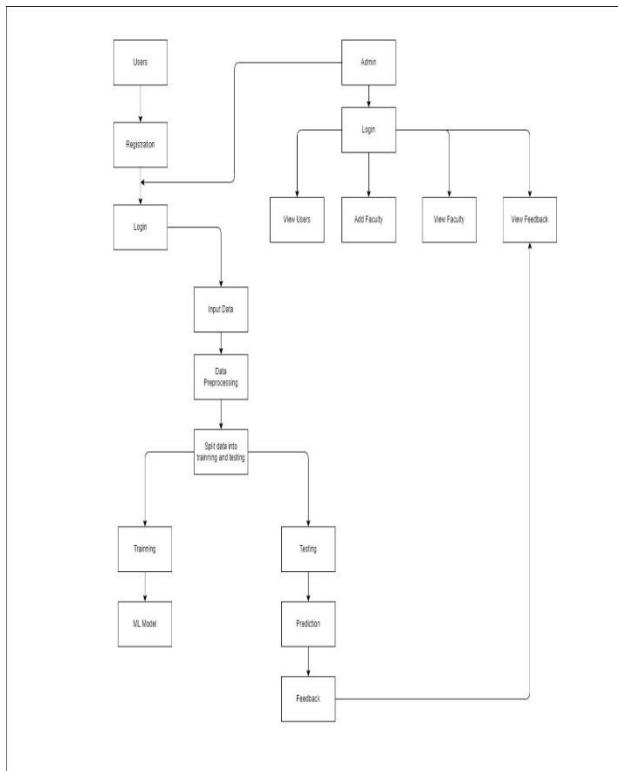 Users
Admin
Registration
Login
Login
View Users
Add Faculty
View Faculty
View Feedback
Input Data
Data
Preprocessing
Split data into
trainning and testing
Trainning
Testing
ML Model
Prediction
Feedback